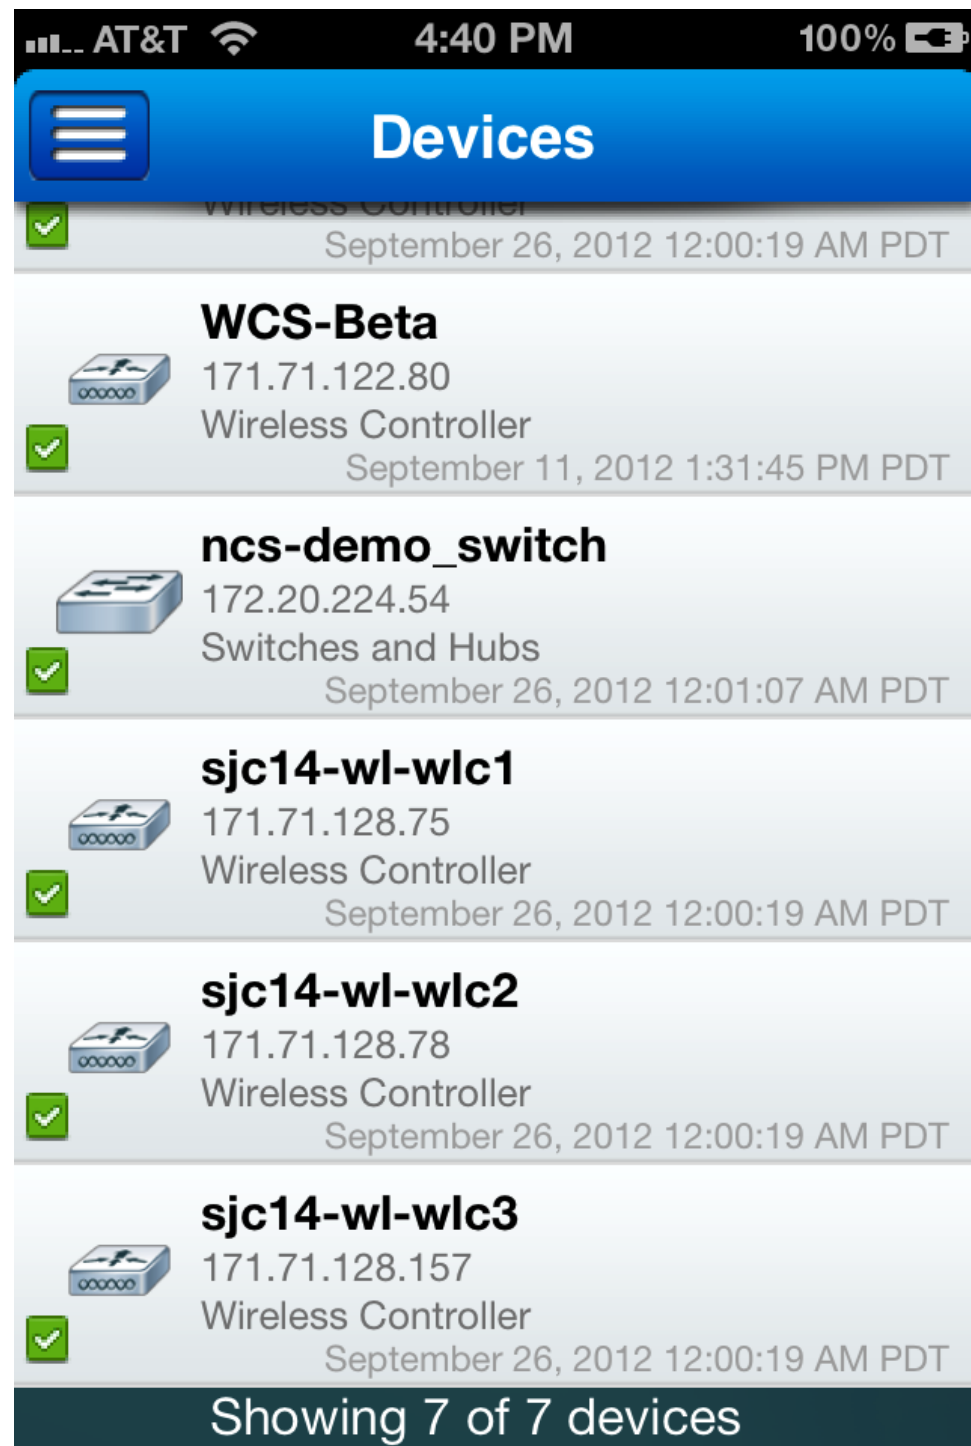 AT&T 4:40 PM 100%
Devices
Wireless Controller
September 26, 2012 12:00:19 AM PDT
WCS-Beta
171.71.122.80
Wireless Controller
September 11, 2012 1:31:45 PM PDT
ncs-demo_switch
172.20.224.54
Switches and Hubs
September 26, 2012 12:01:07 AM PDT
sjc14-wl-wlc1
171.71.128.75
Wireless Controller
September 26, 2012 12:00:19 AM PDT
sjc14-wl-wlc2
171.71.128.78
Wireless Controller
September 26, 2012 12:00:19 AM PDT
sjc14-wl-wlc3
171.71.128.157
Wireless Controller
September 26, 2012 12:00:19 AM PDT
Showing 7 of 7 devices